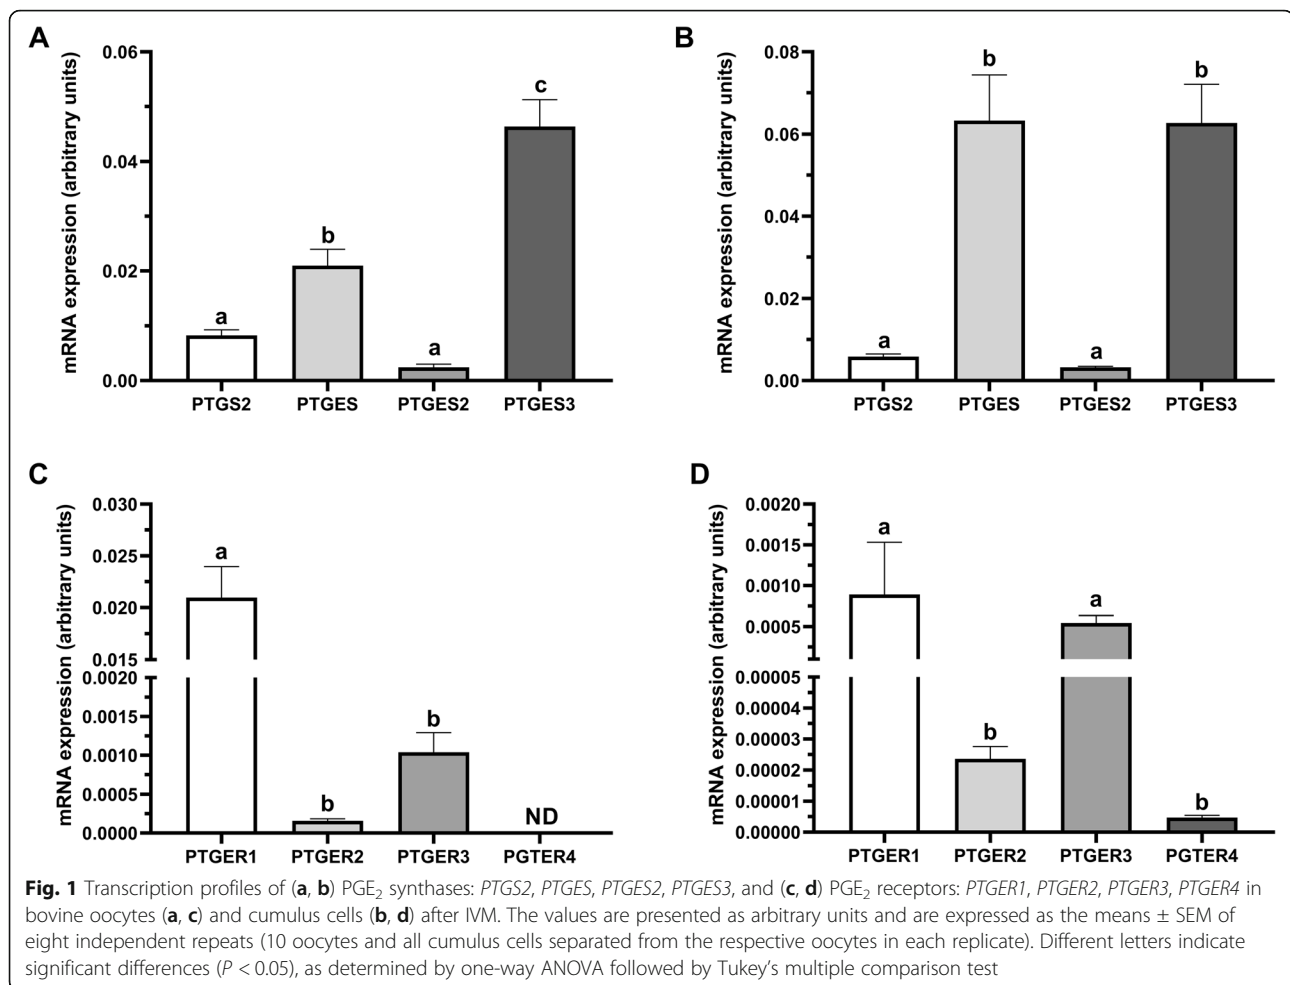 A
mRNA expression (arbitrary units)
0.06
0.04
0.02
0.00
a
b
a
c
PTGS2 PTGES PTGES2 PTGES3
B
mRNA expression (arbitrary units)
0.08
0.06
0.04
0.02
0.00
a
b
a
b
PTGS2 PTGES PTGES2 PTGES3
C
mRNA expression (arbitrary units)
0.030
0.025
0.020
0.015
0.0020
0.0015
0.0010
0.0005
0.0000
a
b
b
ND
PTGER1 PTGER2 PTGER3 PGTER4
D
mRNA expression (arbitrary units)
0.0020
0.0015
0.0010
0.0005
0.00005
0.00004
0.00003
0.00002
0.00001
0.00000
a
b
a
b
PTGER1 PTGER2 PTGER3 PGTER4
Fig. 1 Transcription profiles of (a, b) PGE₂ synthases: PTGS2, PTGES, PTGES2, PTGES3, and (c, d) PGE₂ receptors: PTGER1, PTGER2, PTGER3, PTGER4 in
bovine oocytes (a, c) and cumulus cells (b, d) after IVM. The values are presented as arbitrary units and are expressed as the means ± SEM of
eight independent repeats (10 oocytes and all cumulus cells separated from the respective oocytes in each replicate). Different letters indicate
significant differences (P < 0.05), as determined by one-way ANOVA followed by Tukey's multiple comparison test